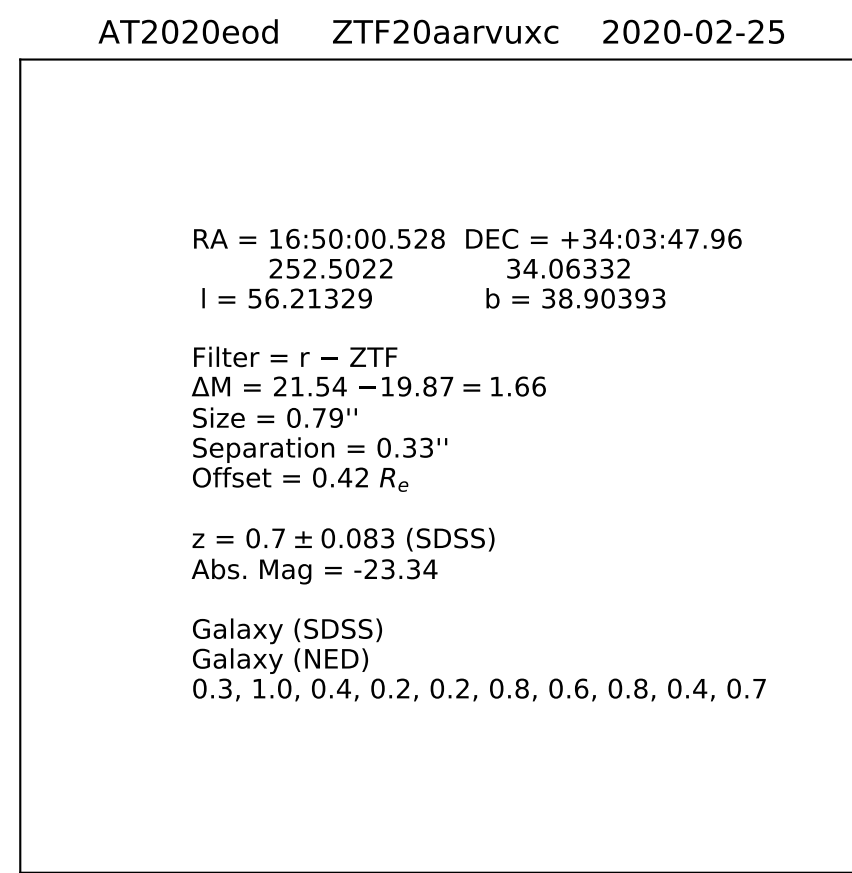 AT2020eod ZTF20aarvuxc 2020-02-25
RA = 16:50:00.528 DEC = +34:03:47.96
252.5022 34.06332
l = 56.21329 b = 38.90393
Filter = r − ZTF
ΔM = 21.54 −19.87 = 1.66
Size = 0.79''
Separation = 0.33''
Offset = 0.42 Rₑ
z = 0.7 ± 0.083 (SDSS)
Abs. Mag = -23.34
Galaxy (SDSS)
Galaxy (NED)
0.3, 1.0, 0.4, 0.2, 0.2, 0.8, 0.6, 0.8, 0.4, 0.7